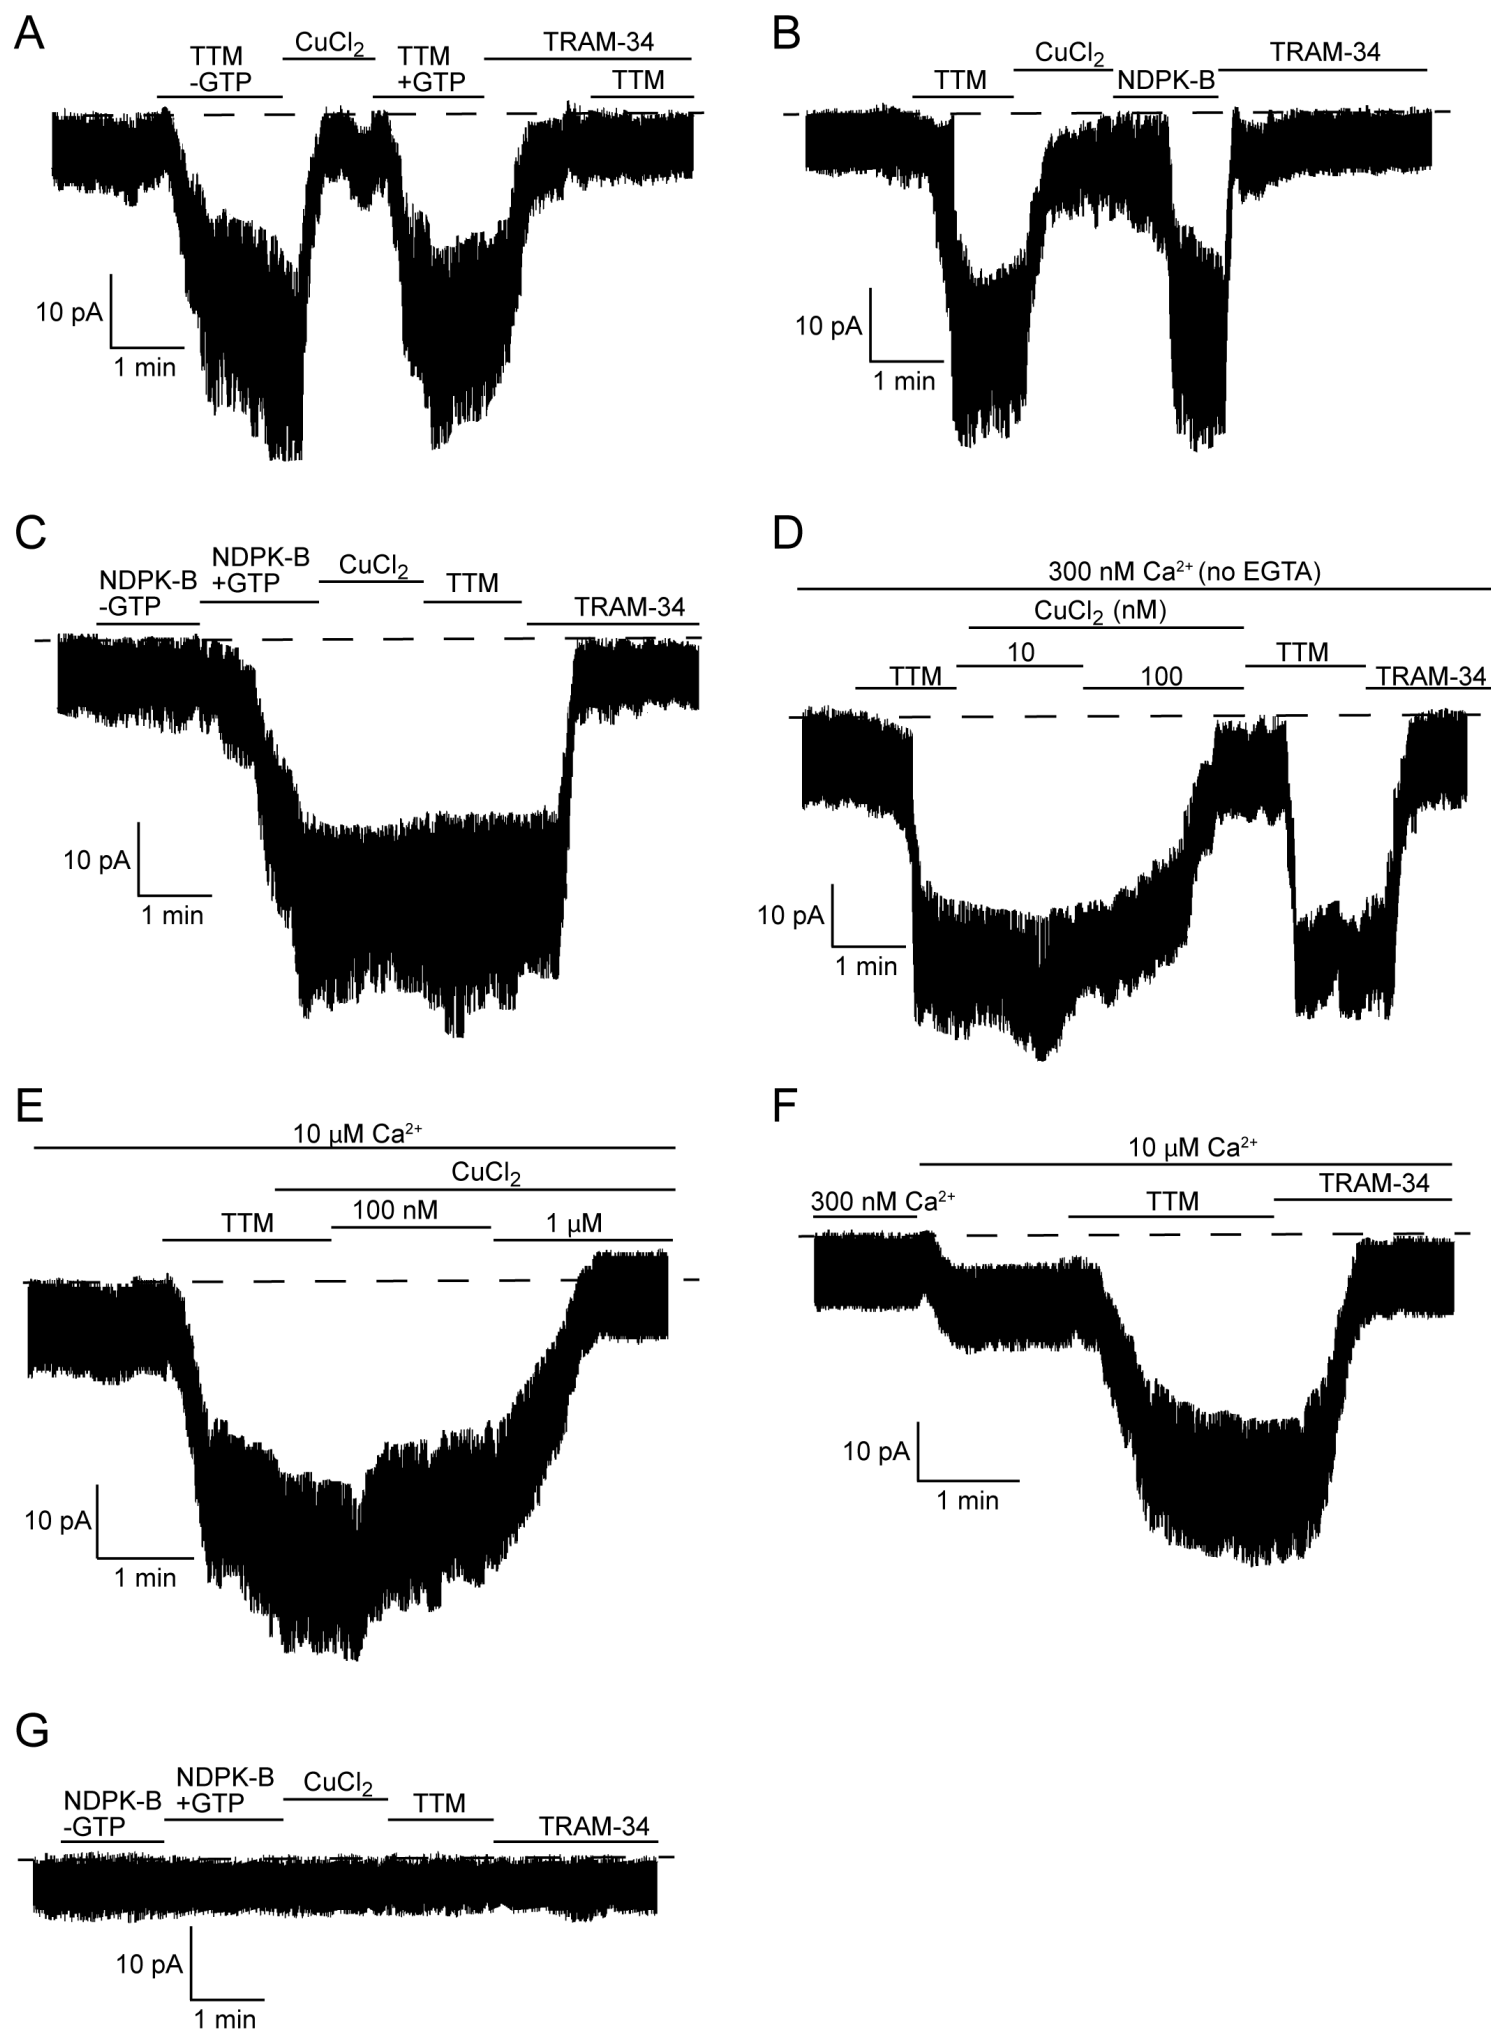 A
TTM
-GTP
CuCl2
TTM
+GTP
TRAM-34
TTM
10 pA
1 min
B
TTM
CuCl2
NDPK-B
TRAM-34
10 pA
1 min
C
NDPK-B
-GTP
NDPK-B
+GTP
CuCl2
TTM
TRAM-34
10 pA
1 min
D
300 nM Ca2+ (no EGTA)
CuCl2 (nM)
10
TTM
TTM
100
TRAM-34
10 pA
1 min
E
10 µM Ca2+
CuCl2
TTM
100 nM
1 µM
10 pA
1 min
F
10 µM Ca2+
TRAM-34
300 nM Ca2+
TTM
10 pA
1 min
G
NDPK-B
-GTP
NDPK-B
+GTP
CuCl2
TTM
TRAM-34
10 pA
1 min